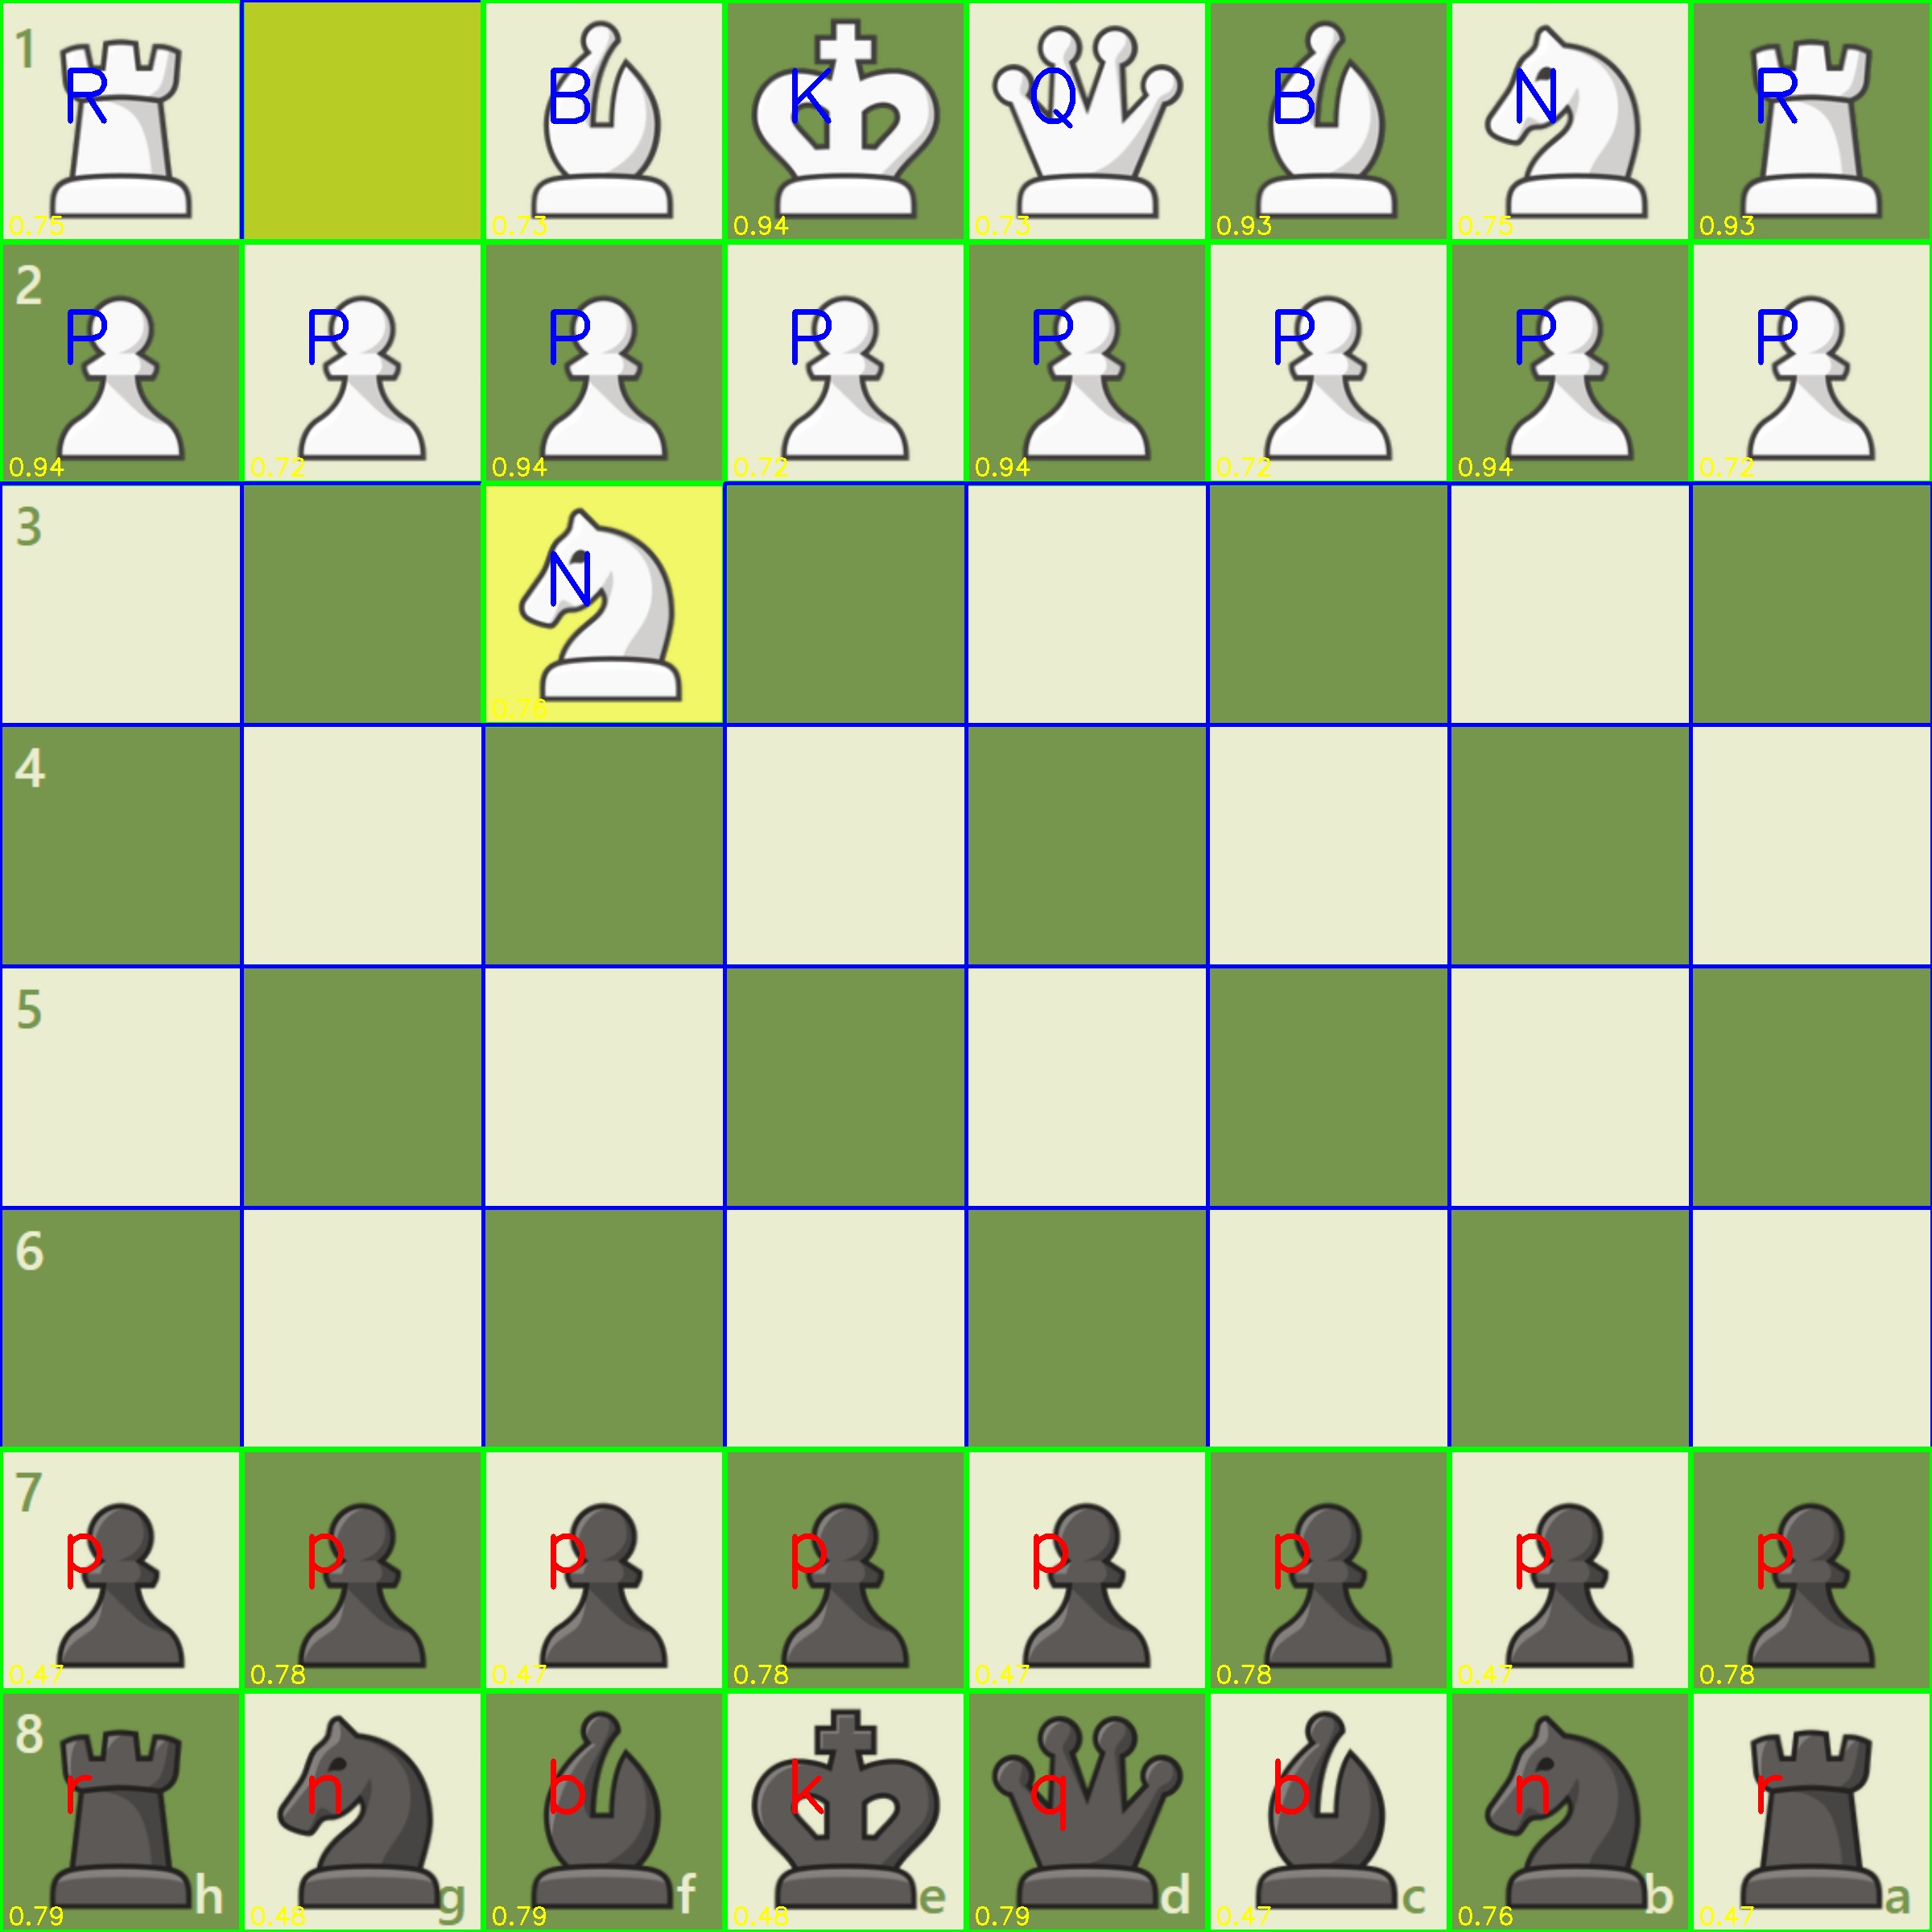 1 R B K Q B N R
0.75 0.73 0.94 0.73 0.93 0.75 0.93
2 P P P P P P P P
0.94 0.72 0.94 0.72 0.94 0.72 0.94 0.72
3 N
0.76
4
5
6
7 p p p p p p p p
0.47 0.78 0.47 0.78 0.47 0.78 0.47 0.78
8 r n b k q b n r
h g f e d c b a
0.79 0.48 0.79 0.48 0.79 0.47 0.76 0.47